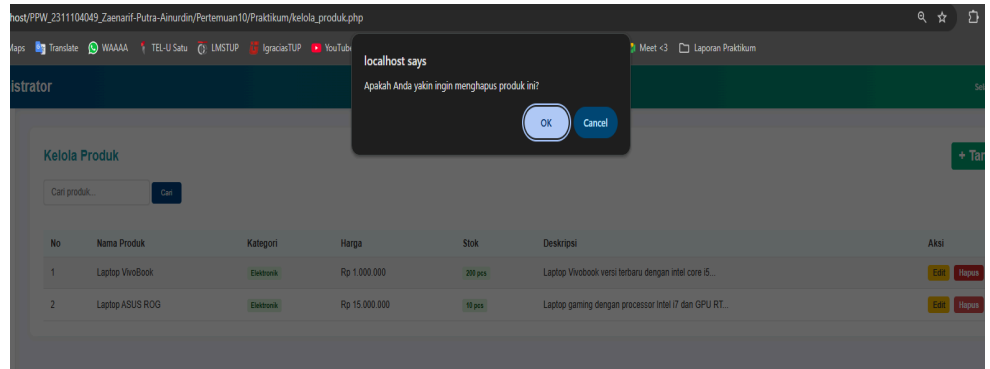 host/PPW_2311104049_Zaenarif-Putra-Ainurdin/Pertemuan10/Praktikum/kelola_produk.php
Maps Translate WAAAA TEL-U Satu LMSTUP IgraciasTUP YouTube Meet <3 Laporan Praktikum
localhost says
Apakah Anda yakin ingin menghapus produk ini?
OK Cancel
istrator Sel
Kelola Produk + Tar
Cari produk... Cari
No Nama Produk Kategori Harga Stok Deskripsi Aksi
1 Laptop VivoBook Elektronik Rp 1.000.000 200 pcs Laptop Vivobook versi terbaru dengan intel core i5... Edit Hapus
2 Laptop ASUS ROG Elektronik Rp 15.000.000 10 pcs Laptop gaming dengan processor Intel i7 dan GPU RT... Edit Hapus